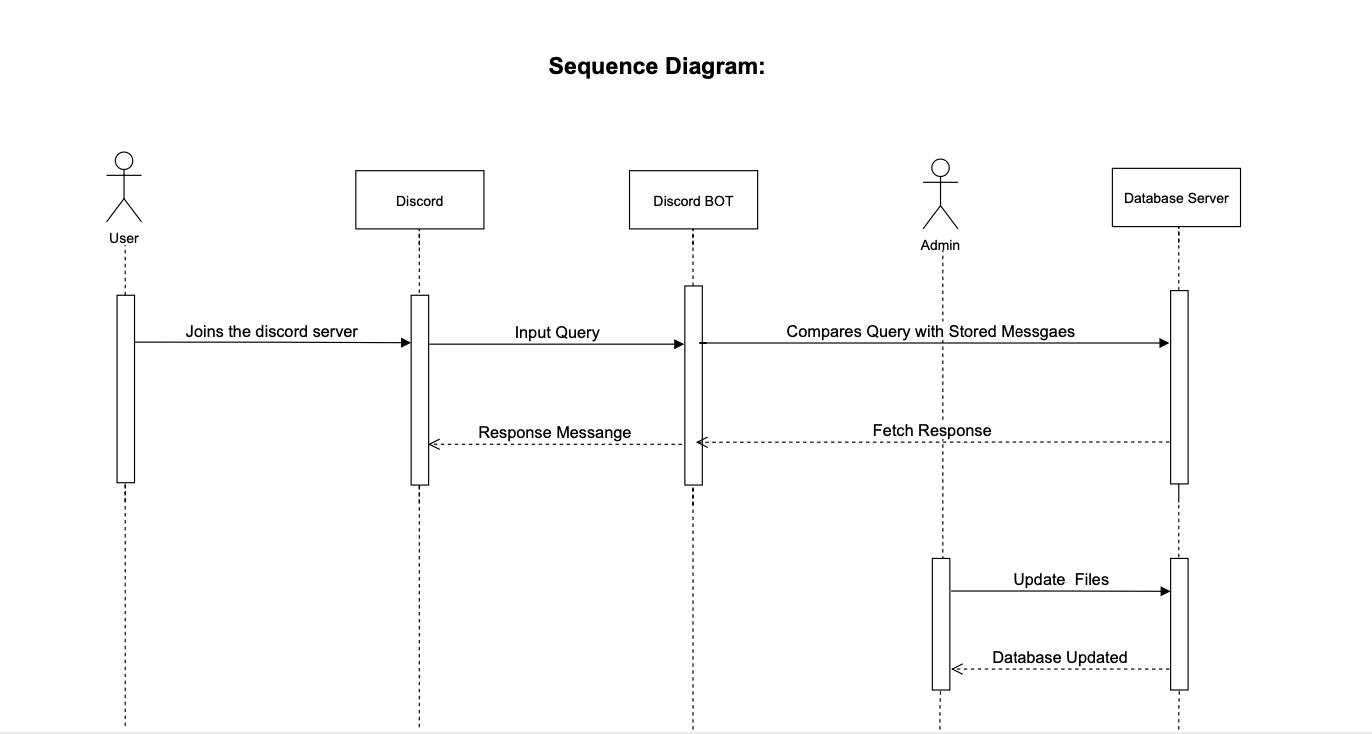 Sequence Diagram:
User
Discord
Discord BOT
Admin
Database Server
Joins the discord server
Input Query
Compares Query with Stored Messgaes
Response Messange
Fetch Response
Update  Files
Database Updated